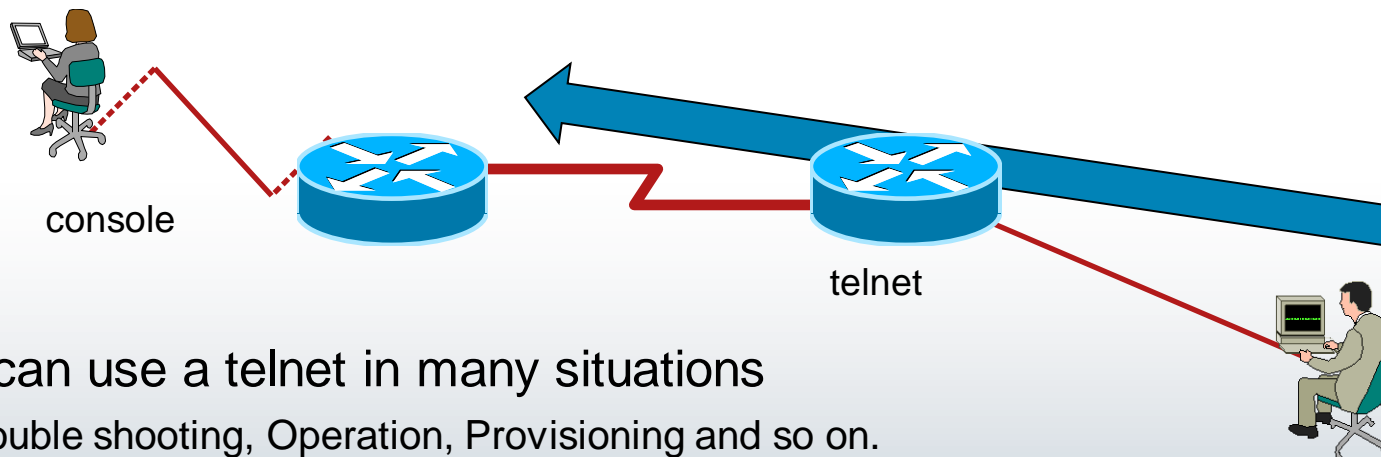 console
telnet
can use a telnet in many situations
ouble shooting, Operation, Provisioning and so on.